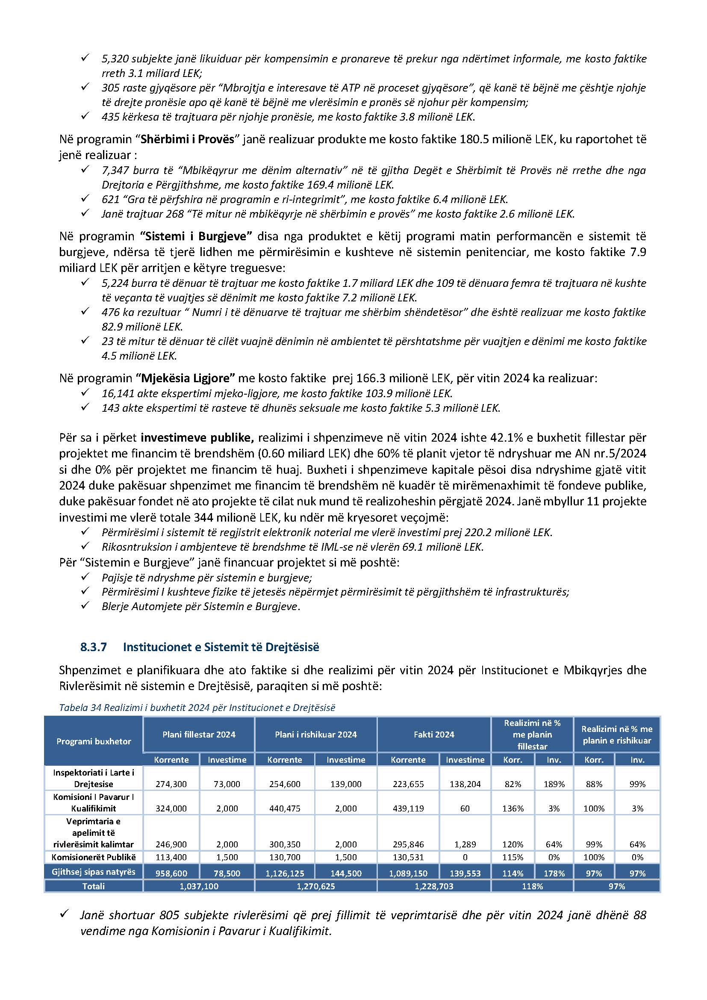 ✓ 5,320 subjekte janë likuiduar për kompensimin e pronareve të prekur nga ndërtimet informale, me kosto faktike
rreth 3.1 miliard LEK;
✓ 305 raste gjyqësore për “Mbrojtja e interesave të ATP në proceset gjyqësore”, që kanë të bëjnë me çështje njohje
të drejte pronësie apo që kanë të bëjnë me vlerësimin e pronës së njohur për kompensim;
✓ 435 kërkesa të trajtuara për njohje pronësie, me kosto faktike 3.8 milionë LEK.
Në programin “Shërbimi i Provës” janë realizuar produkte me kosto faktike 180.5 milionë LEK, ku raportohet të
jenë realizuar :
✓ 7,347 burra të “Mbikëqyrur me dënim alternativ” në të gjitha Degët e Shërbimit të Provës në rrethe dhe nga
Drejtoria e Përgjithshme, me kosto faktike 169.4 milionë LEK.
✓ 621 “Gra të përfshira në programin e ri-integrimit”, me kosto faktike 6.4 milionë LEK.
✓ Janë trajtuar 268 “Të mitur në mbikëqyrje në shërbimin e provës” me kosto faktike 2.6 milionë LEK.
Në programin “Sistemi i Burgjeve” disa nga produktet e këtij programi matin performancën e sistemit të
burgjeve, ndërsa të tjerë lidhen me përmirësimin e kushteve në sistemin penitenciar, me kosto faktike 7.9
miliard LEK për arritjen e këtyre treguesve:
✓ 5,224 burra të dënuar të trajtuar me kosto faktike 1.7 miliard LEK dhe 109 të dënuara femra të trajtuara në kushte
të veçanta të vuajtjes së dënimit me kosto faktike 7.2 milionë LEK.
✓ 476 ka rezultuar “ Numri i të dënuarve të trajtuar me shërbim shëndetësor” dhe është realizuar me kosto faktike
82.9 milionë LEK.
✓ 23 të mitur të dënuar të cilët vuajnë dënimin në ambientet të përshtatshme për vuajtjen e dënimi me kosto faktike
4.5 milionë LEK.
Në programin “Mjekësia Ligjore” me kosto faktike prej 166.3 milionë LEK, për vitin 2024 ka realizuar:
✓ 16,141 akte ekspertimi mjeko-ligjore, me kosto faktike 103.9 milionë LEK.
✓ 143 akte ekspertimi të rasteve të dhunës seksuale me kosto faktike 5.3 milionë LEK.
Për sa i përket investimeve publike, realizimi i shpenzimeve në vitin 2024 ishte 42.1% e buxhetit fillestar për
projektet me financim të brendshëm (0.60 miliard LEK) dhe 60% të planit vjetor të ndryshuar me AN nr.5/2024
si dhe 0% për projektet me financim të huaj. Buxheti i shpenzimeve kapitale pësoi disa ndryshime gjatë vitit
2024 duke pakësuar shpenzimet me financim të brendshëm në kuadër të mirëmenaxhimit të fondeve publike,
duke pakësuar fondet në ato projekte të cilat nuk mund të realizoheshin përgjatë 2024. Janë mbyllur 11 projekte
investimi me vlerë totale 344 milionë LEK, ku ndër më kryesoret veçojmë:
✓ Përmirësimi i sistemit të regjistrit elektronik noterial me vlerë investimi prej 220.2 milionë LEK.
✓ Rikosntruksion i ambjenteve të brendshme të IML-se në vlerën 69.1 milionë LEK.
Për “Sistemin e Burgjeve” janë financuar projektet si më poshtë:
✓ Pajisje të ndryshme për sistemin e burgjeve;
✓ Përmirësimi I kushteve fizike të jetesës nëpërmjet përmirësimit të përgjithshëm të infrastrukturës;
✓ Blerje Automjete për Sistemin e Burgjeve.
8.3.7 Institucionet e Sistemit të Drejtësisë
Shpenzimet e planifikuara dhe ato faktike si dhe realizimi për vitin 2024 për Institucionet e Mbikqyrjes dhe
Rivlerësimit në sistemin e Drejtësisë, paraqiten si më poshtë:
Tabela 34 Realizimi i buxhetit 2024 për Institucionet e Drejtësisë
Programi buxhetor Plani fillestar 2024 Plani i rishikuar 2024 Fakti 2024 Realizimi në % me planin fillestar Realizimi në % me planin e rishikuar
Korrente Investime Korrente Investime Korrente Investime Korr. Inv. Korr. Inv.
Inspektoriati i Larte i
Drejtesise 274,300 73,000 254,600 139,000 223,655 138,204 82% 189% 88% 99%
Komisioni I Pavarur I
Kualifikimit 324,000 2,000 440,475 2,000 439,119 60 136% 3% 100% 3%
Veprimtaria e
apelimit të
rivlerësimit kalimtar 246,900 2,000 300,350 2,000 295,846 1,289 120% 64% 99% 64%
Komisionerët Publikë 113,400 1,500 130,700 1,500 130,531 0 115% 0% 100% 0%
Gjithsej sipas natyrës 958,600 78,500 1,126,125 144,500 1,089,150 139,553 114% 178% 97% 97%
Totali 1,037,100 1,270,625 1,228,703 118% 97%
✓ Janë shortuar 805 subjekte rivlerësimi që prej fillimit të veprimtarisë dhe për vitin 2024 janë dhënë 88
vendime nga Komisionin i Pavarur i Kualifikimit.